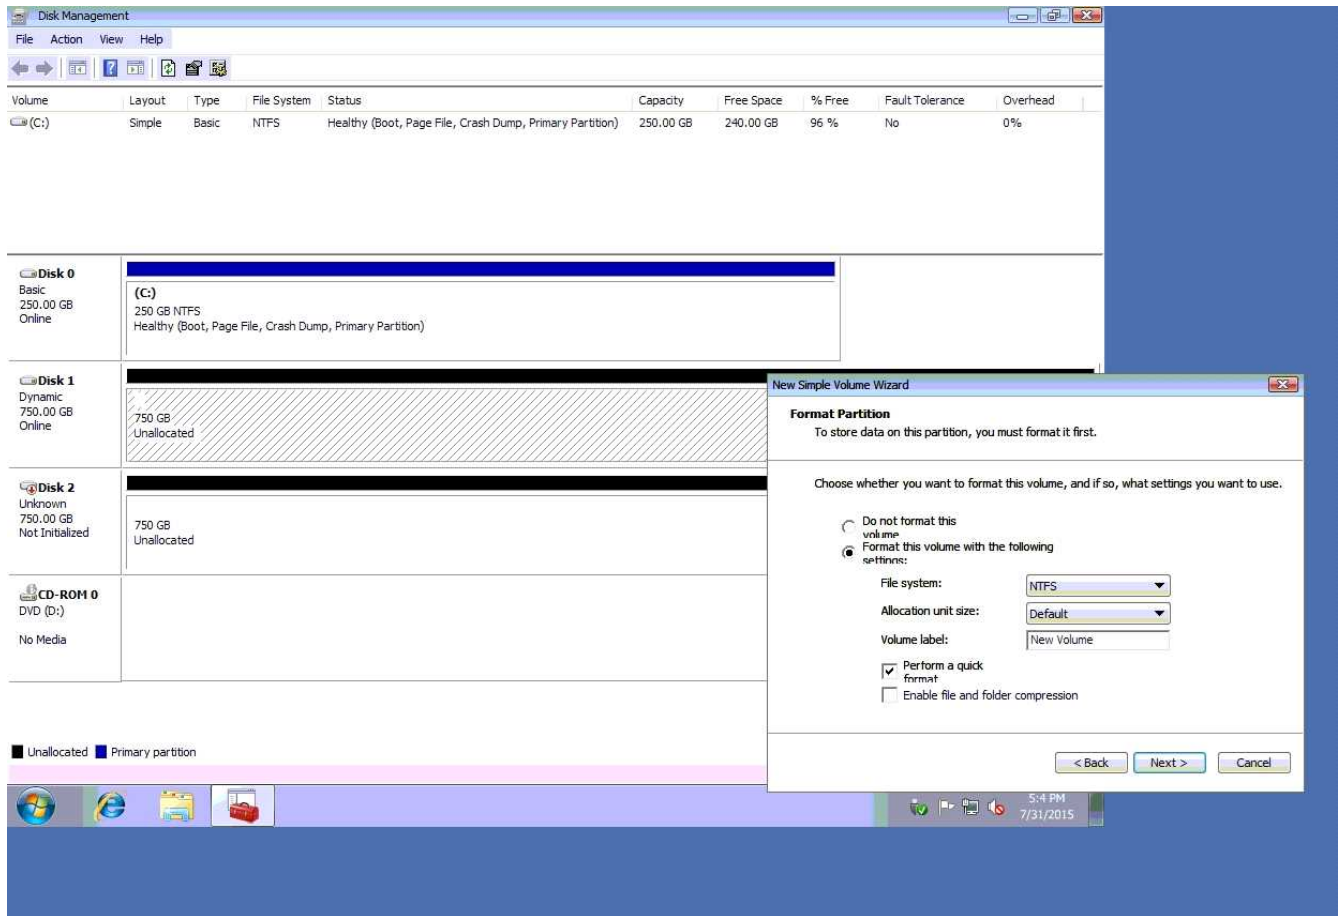 Disk Management
File Action View Help
Volume Layout Type File System Status Capacity Free Space % Free Fault Tolerance Overhead
(C:) Simple Basic NTFS Healthy (Boot, Page File, Crash Dump, Primary Partition) 250.00 GB 240.00 GB 96 % No 0%
Disk 0
Basic
250.00 GB
Online
(C:)
250 GB NTFS
Healthy (Boot, Page File, Crash Dump, Primary Partition)
Disk 1
Dynamic
750.00 GB
Online
750 GB
Unallocated
Disk 2
Unknown
750.00 GB
Not Initialized
750 GB
Unallocated
CD-ROM 0
DVD (D:)
No Media
Unallocated Primary partition
New Simple Volume Wizard
Format Partition
To store data on this partition, you must format it first.
Choose whether you want to format this volume, and if so, what settings you want to use.
Do not format this
volume
Format this volume with the following
settings:
File system: NTFS
Allocation unit size: Default
Volume label: New Volume
Perform a quick
format
Enable file and folder compression
< Back Next > Cancel
5:4 PM
7/31/2015